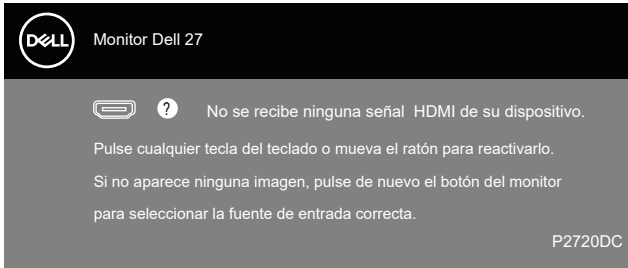 DELL
Monitor Dell 27
? No se recibe ninguna señal HDMI de su dispositivo.
Pulse cualquier tecla del teclado o mueva el ratón para reactivarlo.
Si no aparece ninguna imagen, pulse de nuevo el botón del monitor
para seleccionar la fuente de entrada correcta.
P2720DC